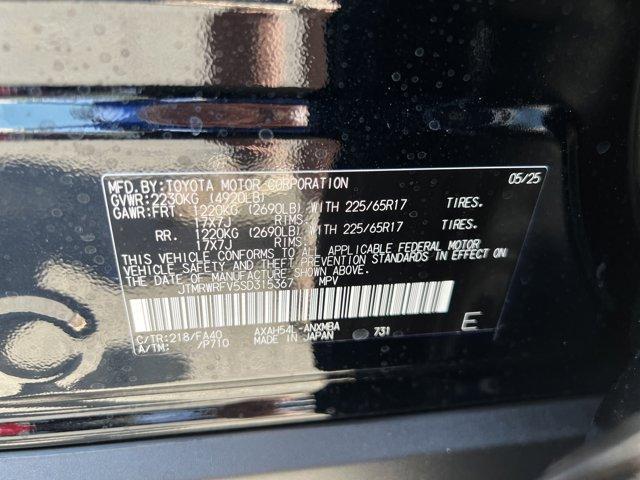 MFD.BY:TOYOTA MOTOR CORPORATION 05/25
GVWR:2230KG (4920LB)
GAWR:FRT 1220KG (2690LB) WITH 225/65R17 TIRES.
17X7J RIMS.
RR. 1220KG (2690LB) WITH 225/65R17 TIRES.
17X7J RIMS.
THIS VEHICLE CONFORMS TO ALL APPLICABLE FEDERAL MOTOR
VEHICLE SAFETY AND BUMPER STANDARDS IN EFFECT ON
THE DATE OF MANUFACTURE SHOWN ABOVE.
JTMRWRFV5SD315367 MPV
C/TR:218/FA40 AXAH54L-ANXMBA 731 E
A/TM: /P710 MADE IN JAPAN